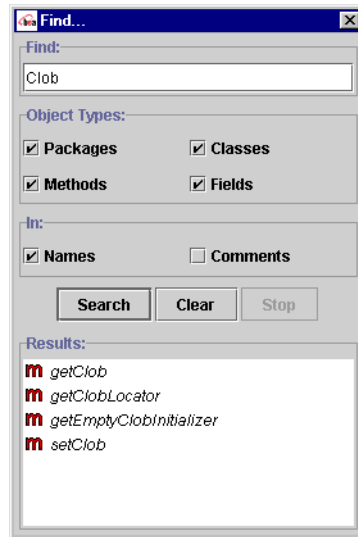 Find...
Find:
Clob
Object Types:
Packages Classes
Methods Fields
In:
Names Comments
Search Clear Stop
Results:
m getClob
m getClobLocator
m getEmptyClobInitializer
m setClob